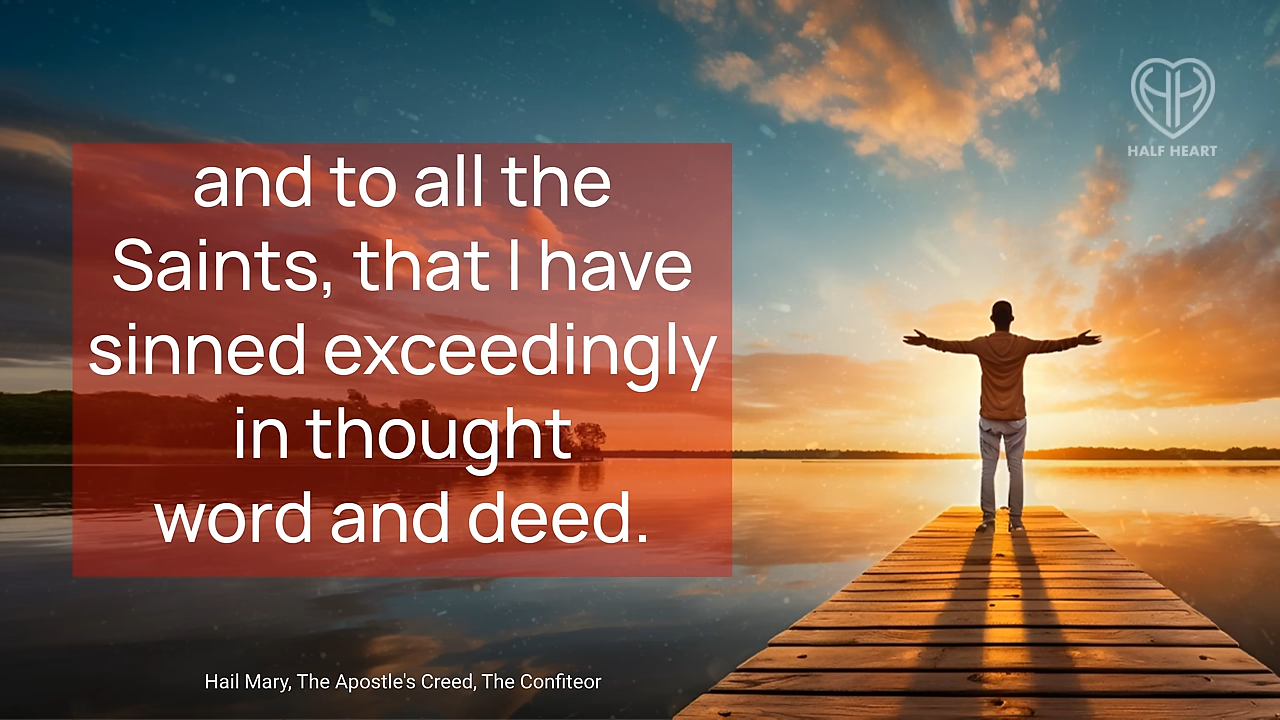 HALF HEART
and to all the
Saints, that I have
sinned exceedingly
in thought
word and deed.
Hail Mary, The Apostle's Creed, The Confiteor